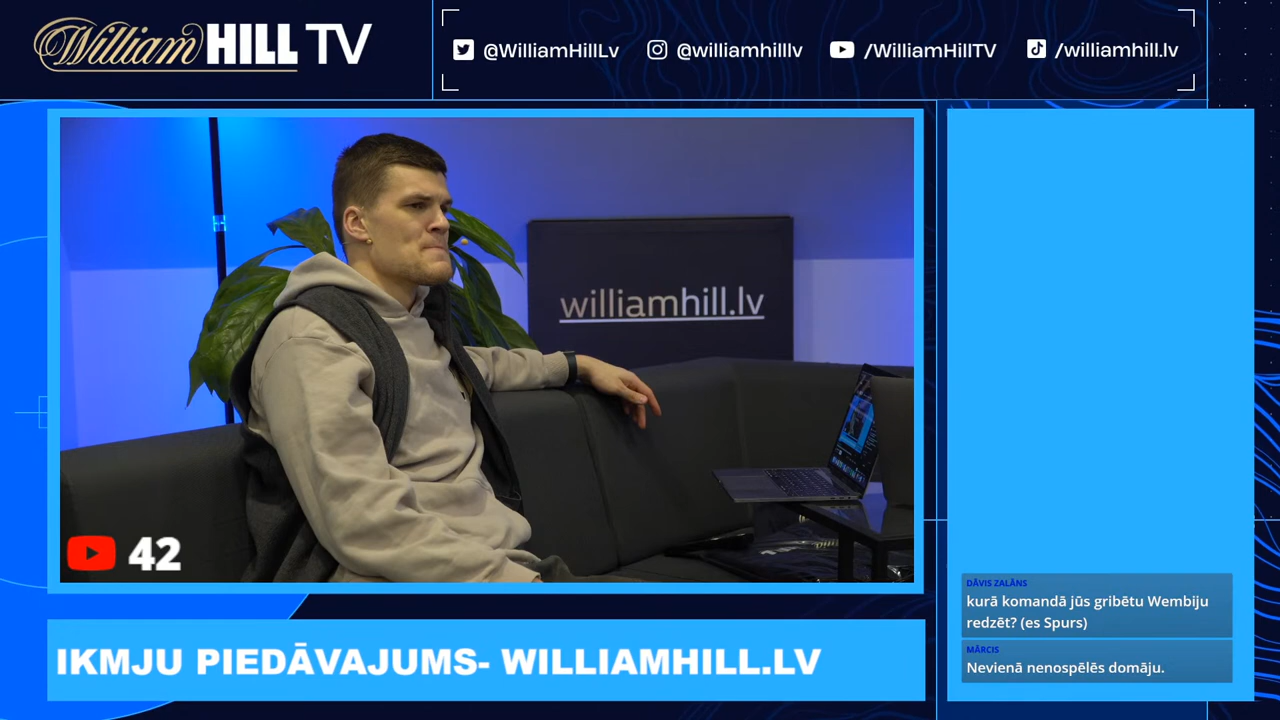 William HILL TV
@WilliamHillLv
@williamhilllv
/WilliamHillTV
/williamhill.lv
williamhill.lv
42
IKMJU PIEDĀVAJUMS- WILLIAMHILL.LV
DĀVIS ZALĀNS
kurā komandā jūs gribētu Wembiju
redzēt? (es Spurs)
MĀRCIS
Nevienā nenospēlēs domāju.